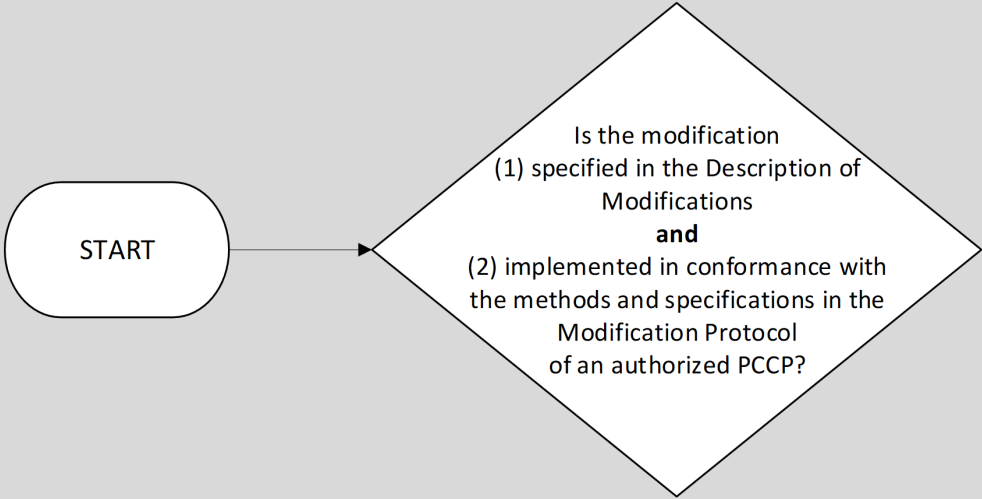 START
Is the modification
(1) specified in the Description of
Modifications
and
(2) implemented in conformance with
the methods and specifications in the
Modification Protocol
of an authorized PCCP?